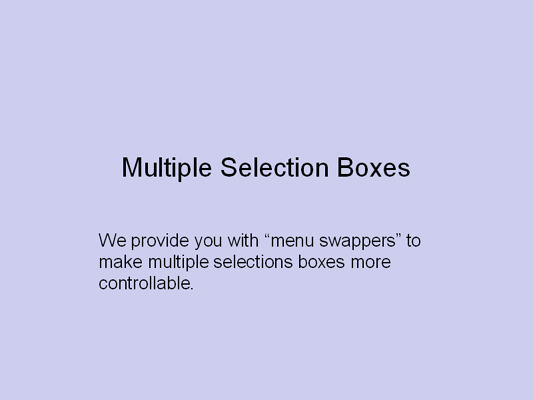 Multiple Selection Boxes
We provide you with “menu swappers” to
make multiple selections boxes more
controllable.